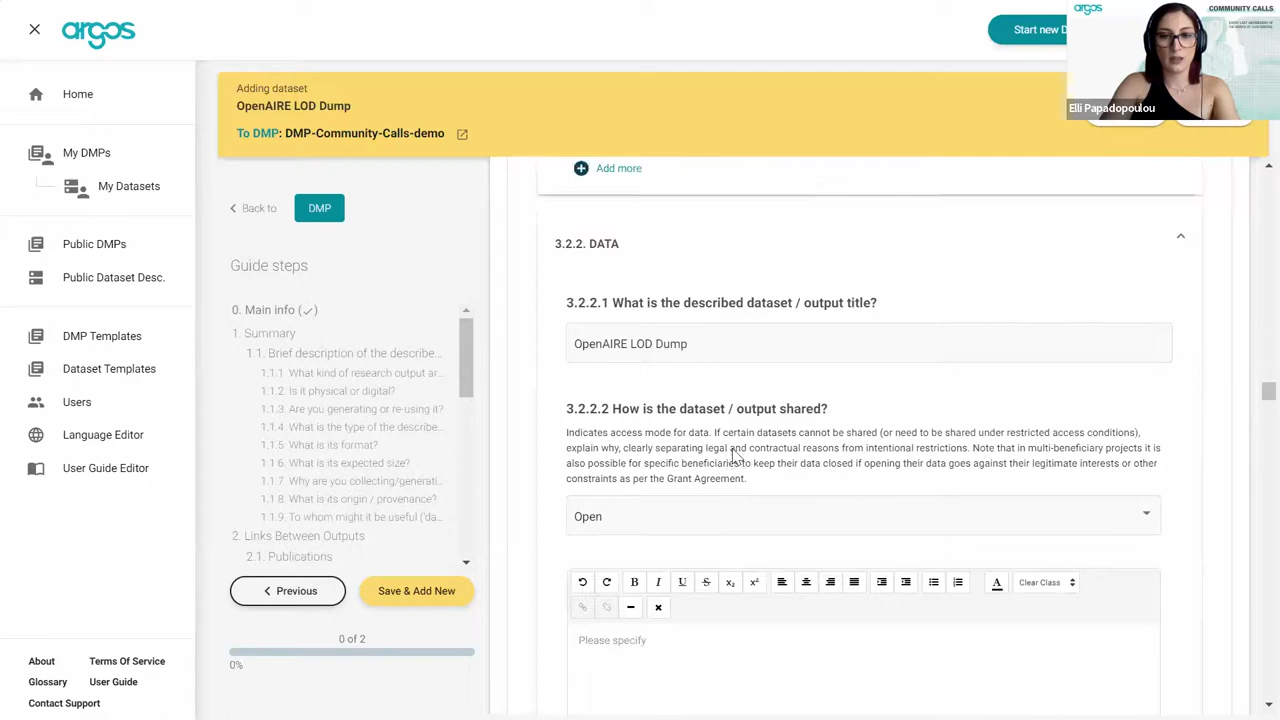 argos
Start new D
argos
COMMUNITY CALLS
Elli Papadopoulou
Home
My DMPs
My Datasets
Public DMPs
Public Dataset Desc.
DMP Templates
Dataset Templates
Users
Language Editor
User Guide Editor
About
Terms Of Service
Glossary
User Guide
Contact Support
Adding dataset
OpenAIRE LOD Dump
To DMP: DMP-Community-Calls-demo
Back to
DMP
Guide steps
0. Main info (✓)
1. Summary
1.1. Brief description of the describe...
1.1.1 What kind of research output ar...
1.1.2. Is it physical or digital?
1.1.3. Are you generating or re-using it?
1.1.4 What is the type of the describe...
1.1.5 What is its format?
1.1.6 What is its expected size?
1.1.7 Why are you collecting/generati...
1.1.8 What is its origin / provenance?
1.1.9. To whom might it be useful ('da...
2. Links Between Outputs
2.1. Publications
Previous
Save & Add New
0 of 2
0%
Add more
3.2.2. DATA
3.2.2.1 What is the described dataset / output title?
OpenAIRE LOD Dump
3.2.2.2 How is the dataset / output shared?
Indicates access mode for data. If certain datasets cannot be shared (or need to be shared under restricted access conditions),
explain why, clearly separating legal and contractual reasons from intentional restrictions. Note that in multi-beneficiary projects it is
also possible for specific beneficiaries to keep their data closed if opening their data goes against their legitimate interests or other
constraints as per the Grant Agreement.
Open
B I U S x₂ x² A Clear Class
Please specify